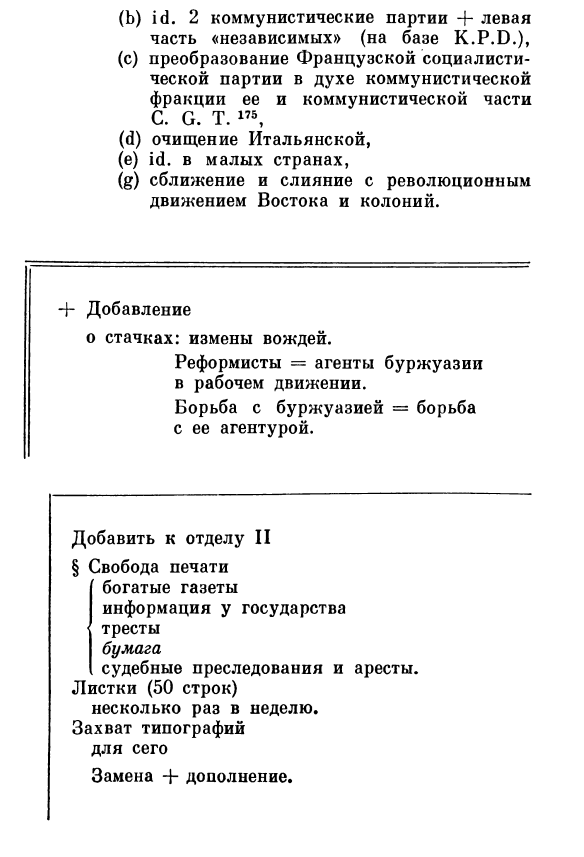 (b) id. 2 коммунистические партии + левая
часть «независимых» (на базе K.P.D.),
(c) преобразование Французской социалисти-
ческой партии в духе коммунистической
фракции ее и коммунистической части
C. G. T. ¹⁷⁵,
(d) очищение Итальянской,
(e) id. в малых странах,
(g) сближение и слияние с революционным
движением Востока и колоний.
+ Добавление
о стачках: измены вождей.
Реформисты = агенты буржуазии
в рабочем движении.
Борьба с буржуазией = борьба
с ее агентурой.
Добавить к отделу II
§ Свобода печати
богатые газеты
информация у государства
тресты
бумага
судебные преследования и аресты.
Листки (50 строк)
несколько раз в неделю.
Захват типографий
для сего
Замена + дополнение.